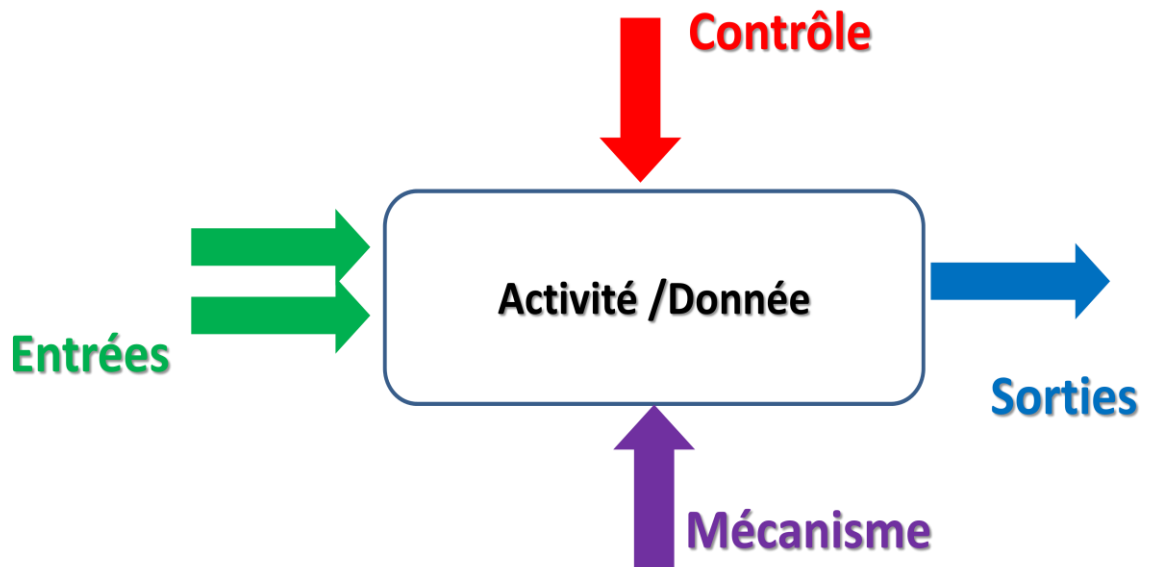 Contrôle
Activité /Donnée
Entrées
Sorties
Mécanisme